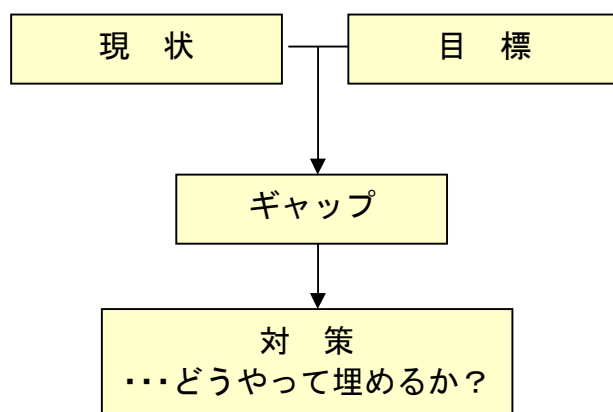 現　状
目　標
ギャップ
対　策
･･･どうやって埋めるか？